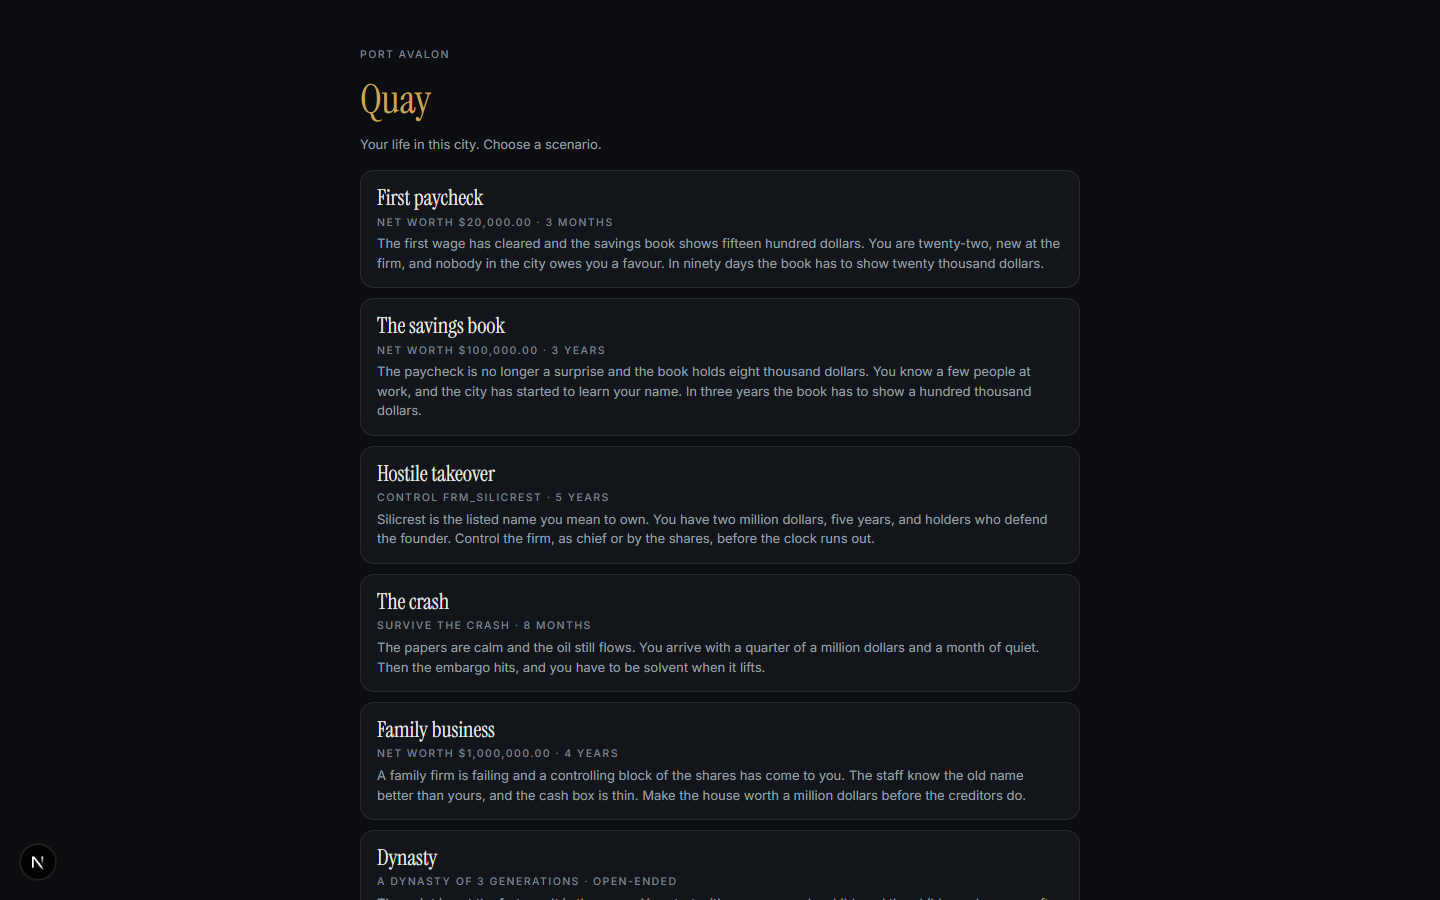 PORT AVALON
Quay
Your life in this city. Choose a scenario.
First paycheck
NET WORTH $20,000.00 · 3 MONTHS
The first wage has cleared and the savings book shows fifteen hundred dollars. You are twenty-two, new at the
firm, and nobody in the city owes you a favour. In ninety days the book has to show twenty thousand dollars.
The savings book
NET WORTH $100,000.00 · 3 YEARS
The paycheck is no longer a surprise and the book holds eight thousand dollars. You know a few people at
work, and the city has started to learn your name. In three years the book has to show a hundred thousand
dollars.
Hostile takeover
CONTROL FRM_SILICREST · 5 YEARS
Silicrest is the listed name you mean to own. You have two million dollars, five years, and holders who defend
the founder. Control the firm, as chief or by the shares, before the clock runs out.
The crash
SURVIVE THE CRASH · 8 MONTHS
The papers are calm and the oil still flows. You arrive with a quarter of a million dollars and a month of quiet.
Then the embargo hits, and you have to be solvent when it lifts.
Family business
NET WORTH $1,000,000.00 · 4 YEARS
A family firm is failing and a controlling block of the shares has come to you. The staff know the old name
better than yours, and the cash box is thin. Make the house worth a million dollars before the creditors do.
Dynasty
A DYNASTY OF 3 GENERATIONS · OPEN-ENDED
N